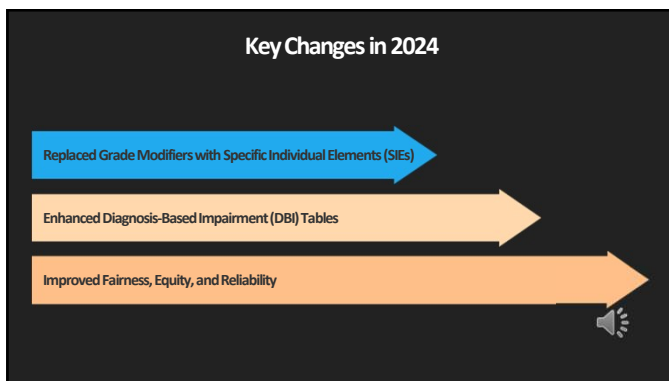 Key Changes in 2024
Replaced Grade Modifiers with Specific Individual Elements (SIEs)
Enhanced Diagnosis-Based Impairment (DBI) Tables
Improved Fairness, Equity, and Reliability